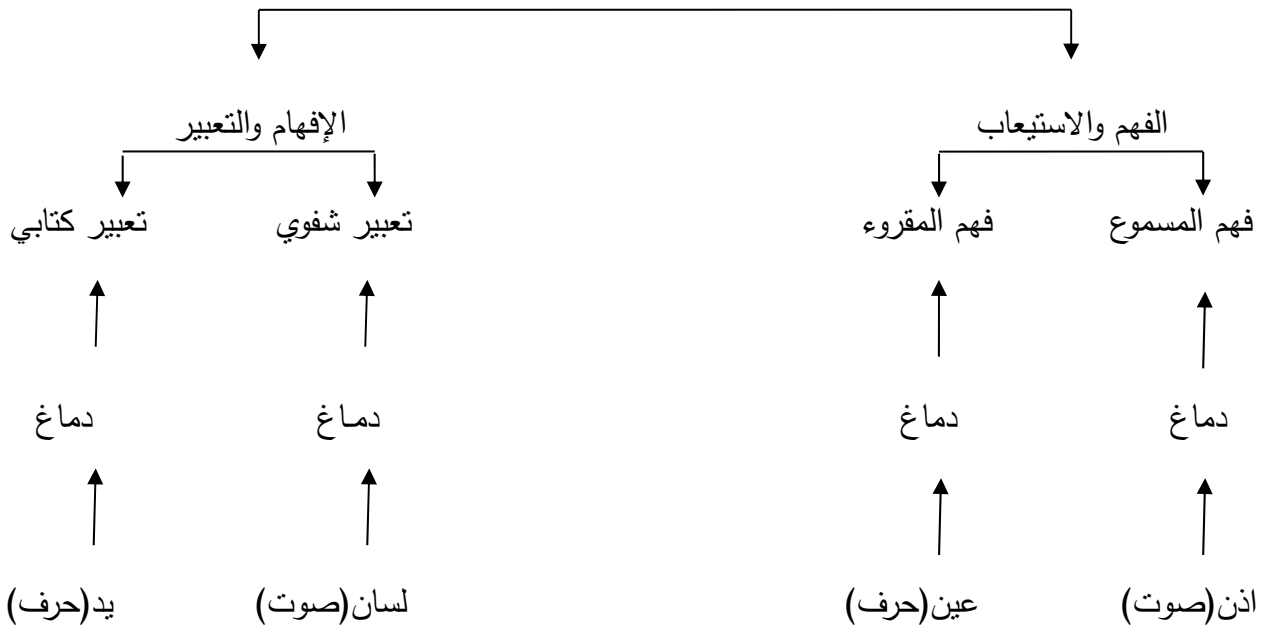 الفهم والاستيعاب
الإفهام والتعبير
فهم المسموع
فهم المقروء
تعبير شفوي
تعبير كتابي
دماغ
دماغ
دماغ
دماغ
اذن(صوت)
عين(حرف)
لسان(صوت)
يد(حرف)